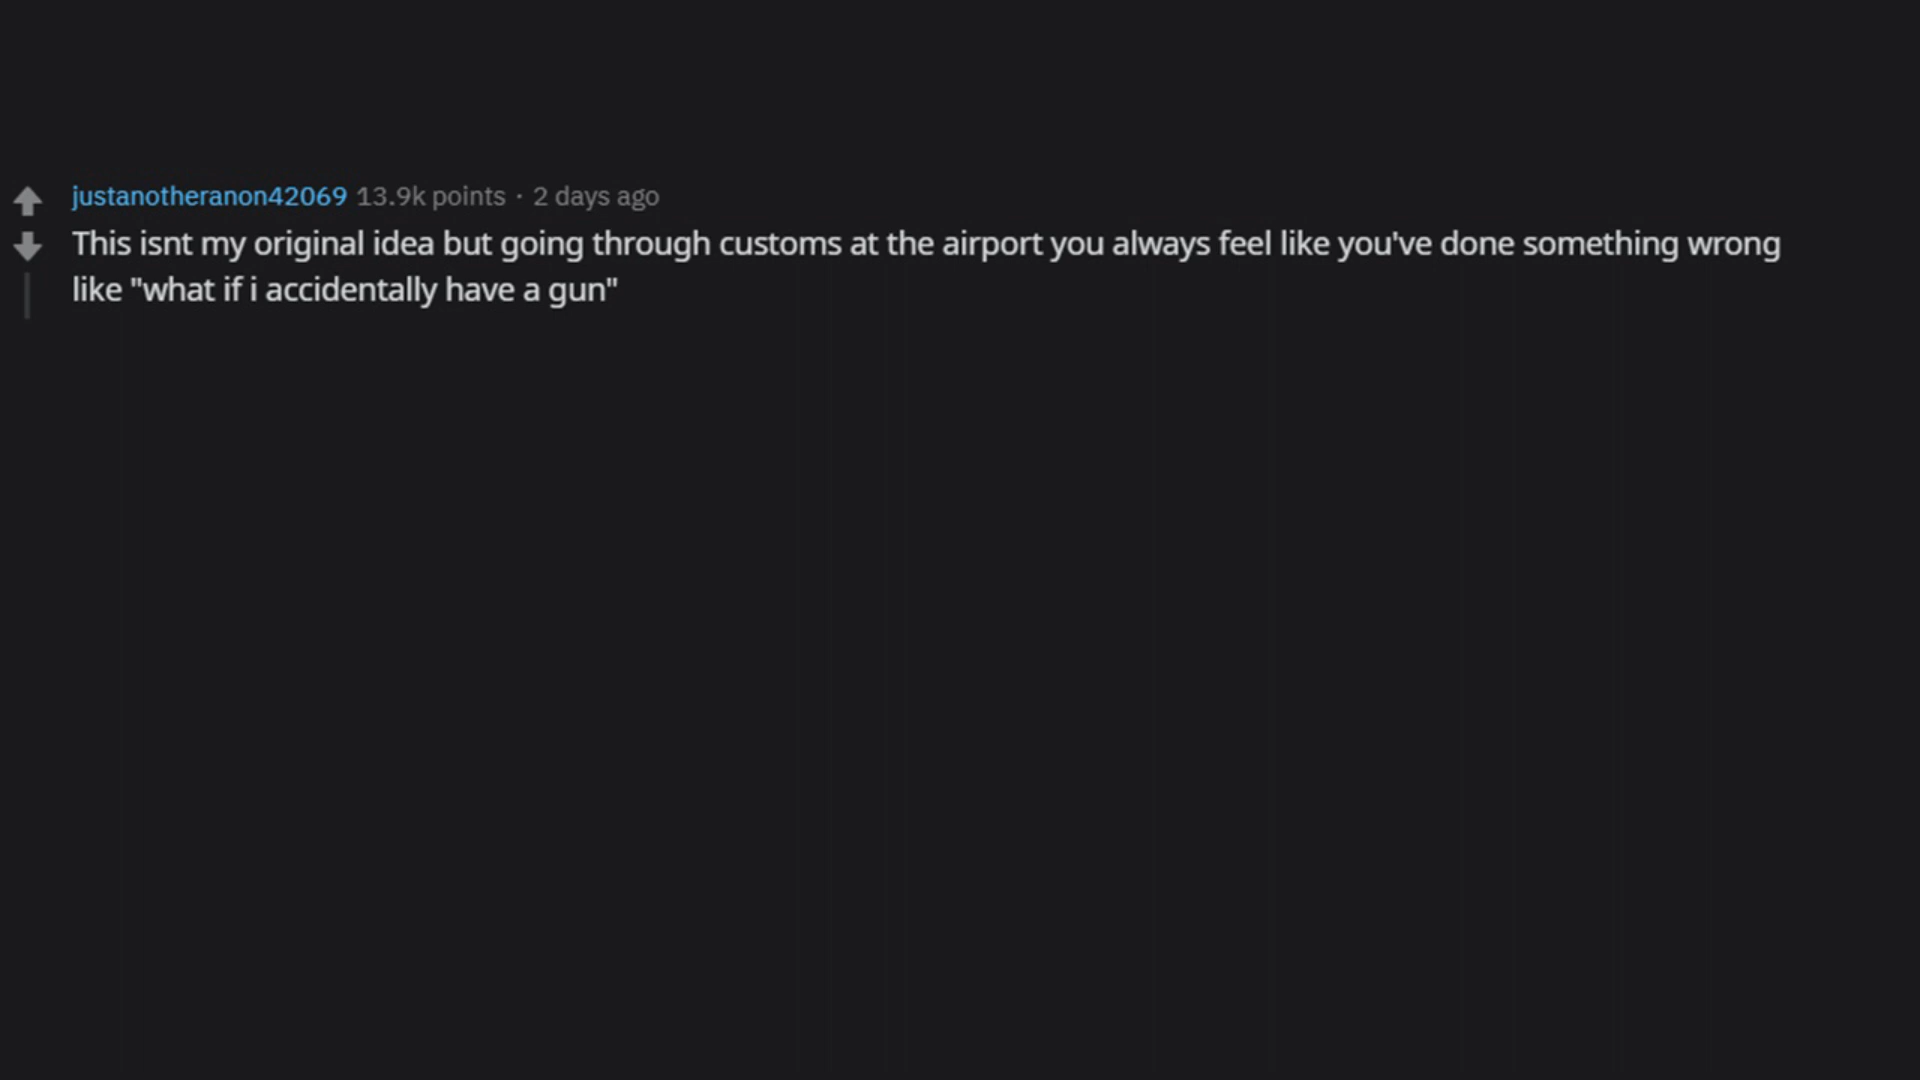 justanotheranon42069 13.9k points · 2 days ago
This isnt my original idea but going through customs at the airport you always feel like you've done something wrong
like "what if i accidentally have a gun"